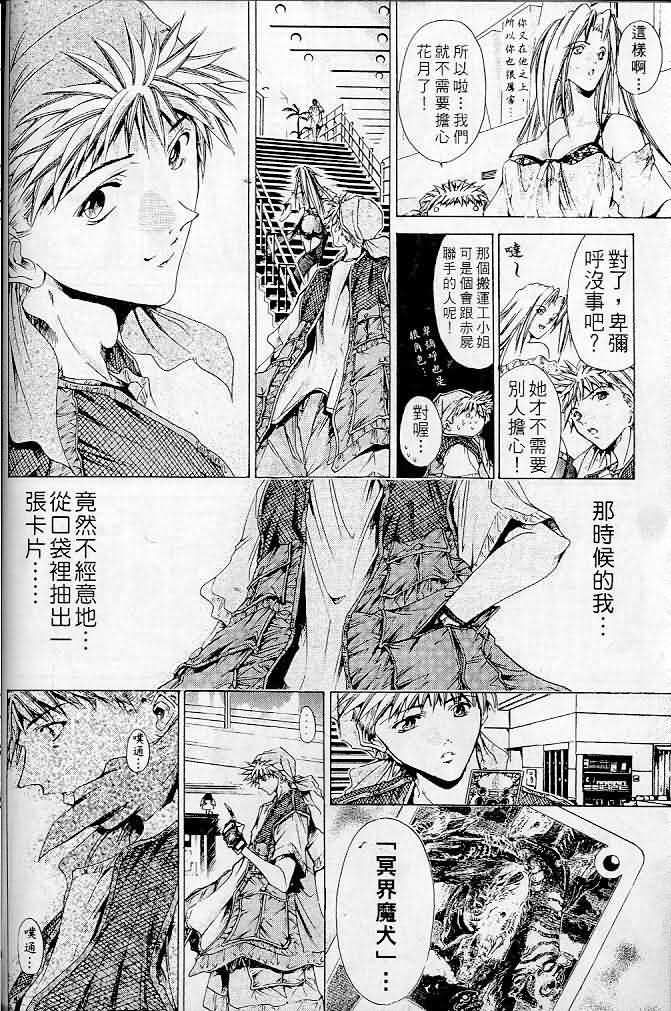 這樣啊…
你又在他之上，
所以你也很厲害…
所以啦…我們
就不需要擔心
花月了！
對了，卑彌
呼沒事吧？
噠～
她才不需要
別人擔心！
那個搬運工小姐
可是個會跟赤屍
聯手的人呢！
卑彌呼也是
狠角色…
對喔…
那時候的我…
竟然不經意地…
從口袋裡抽出一
張卡片……
「冥界魔犬」…
噗通…
噗通…